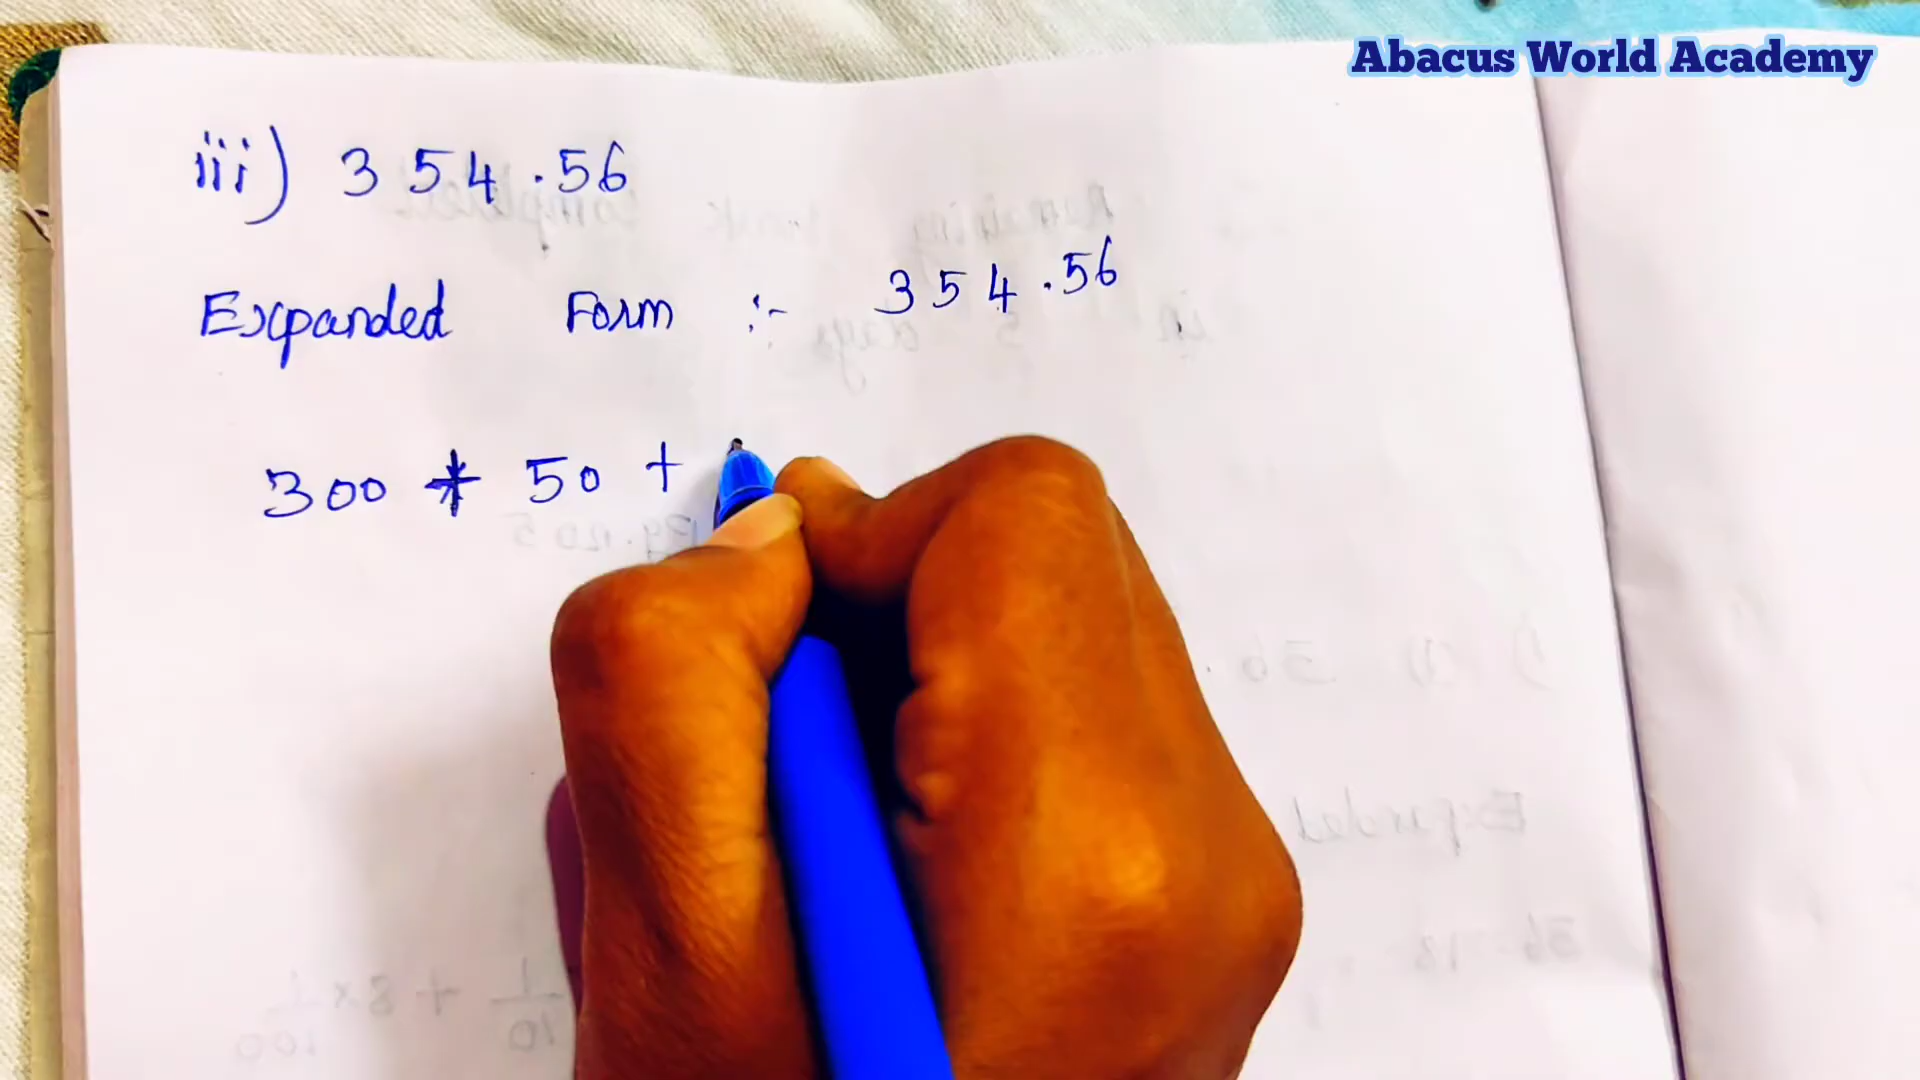 Abacus World Academy
iii) 354.56
Expanded Form :- 354.56
300 + 50 +